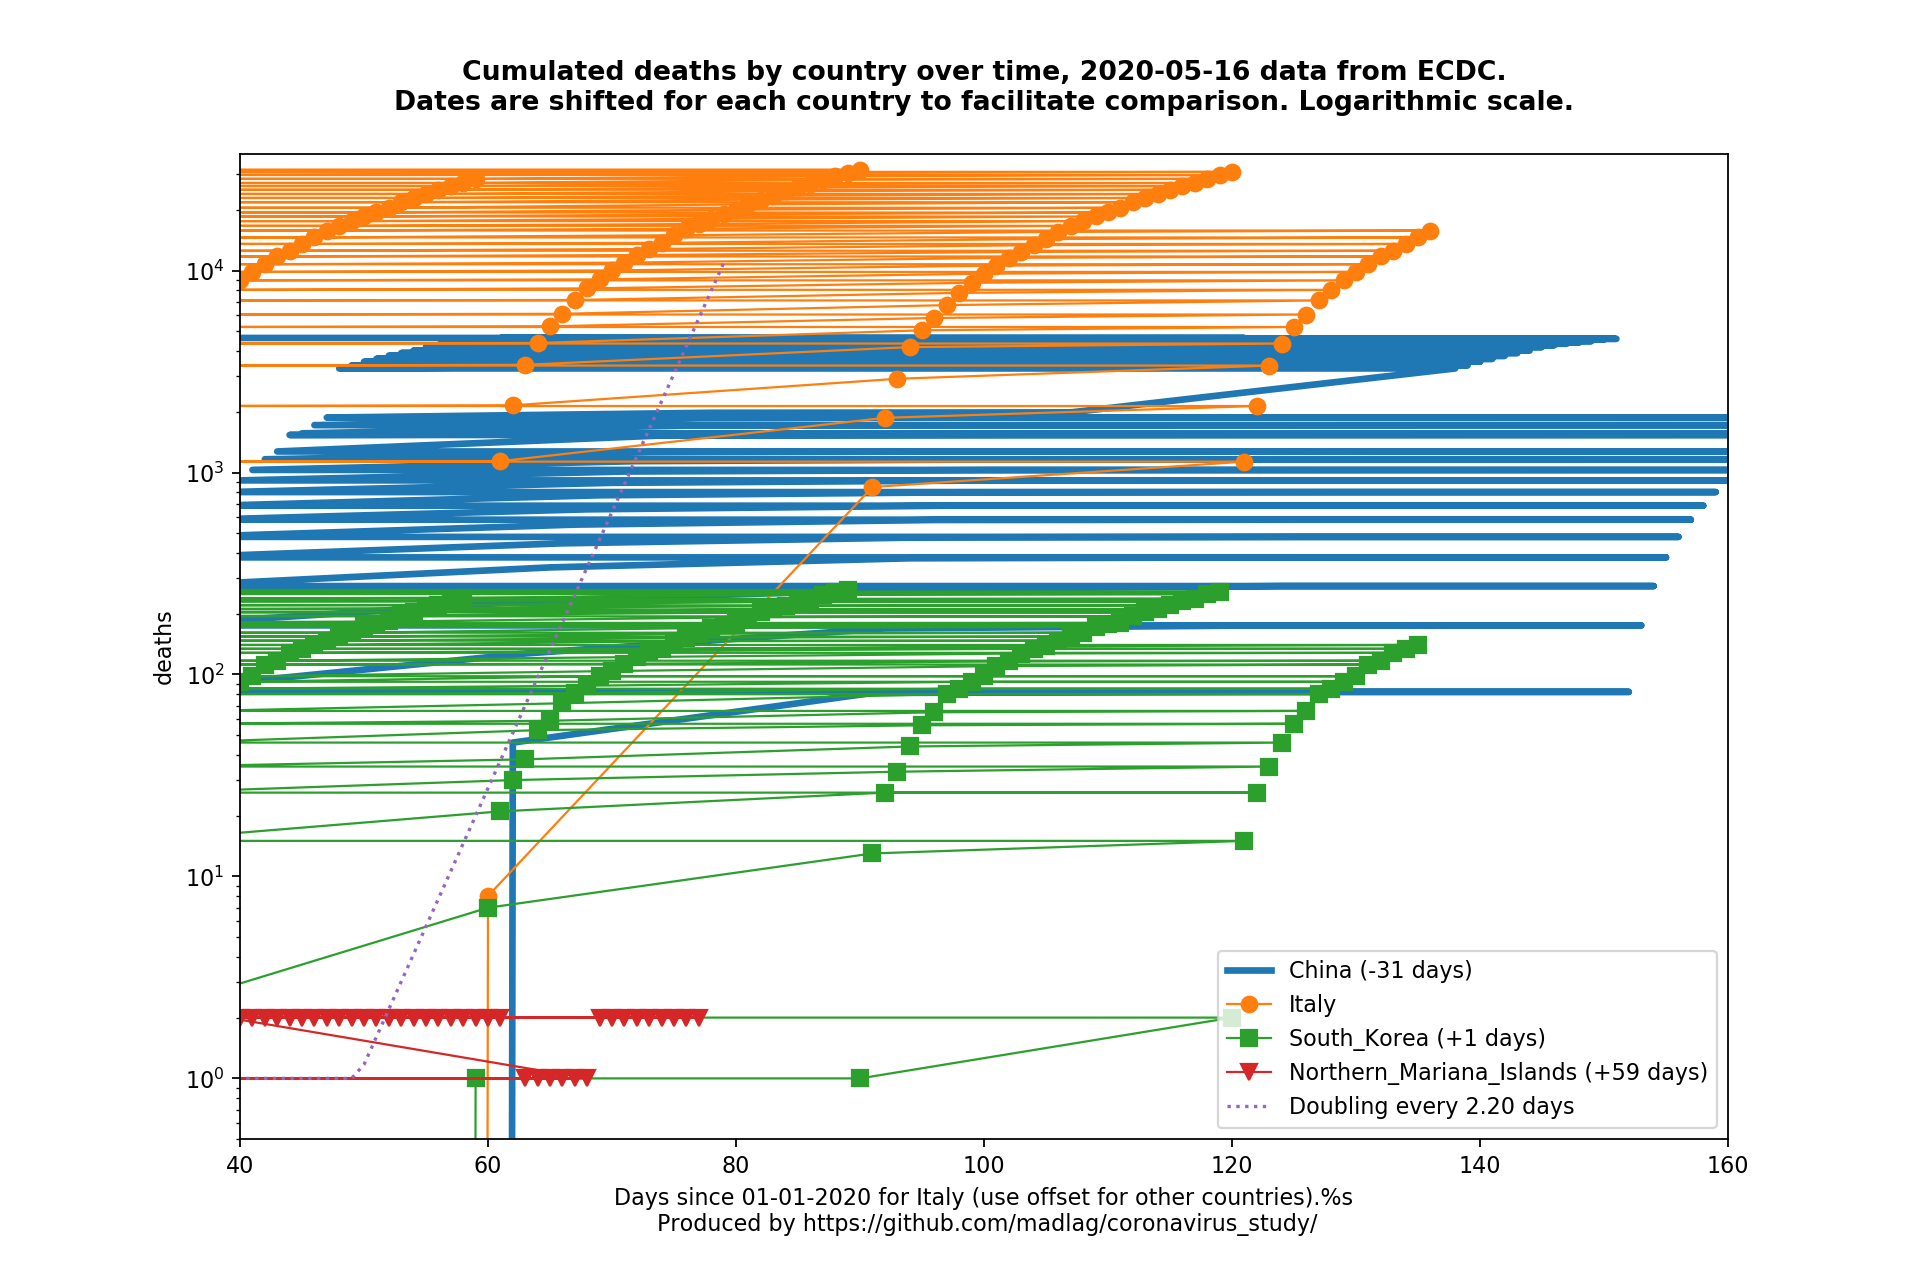 Cumulated deaths by country over time, 2020-05-16 data from ECDC.
Dates are shifted for each country to facilitate comparison. Logarithmic scale.
deaths
10⁴
10³
10²
10¹
10⁰
40 60 80 100 120 140 160
China (-31 days)
Italy
South_Korea (+1 days)
Northern_Mariana_Islands (+59 days)
Doubling every 2.20 days
Days since 01-01-2020 for Italy (use offset for other countries).%s
Produced by https://github.com/madlag/coronavirus_study/